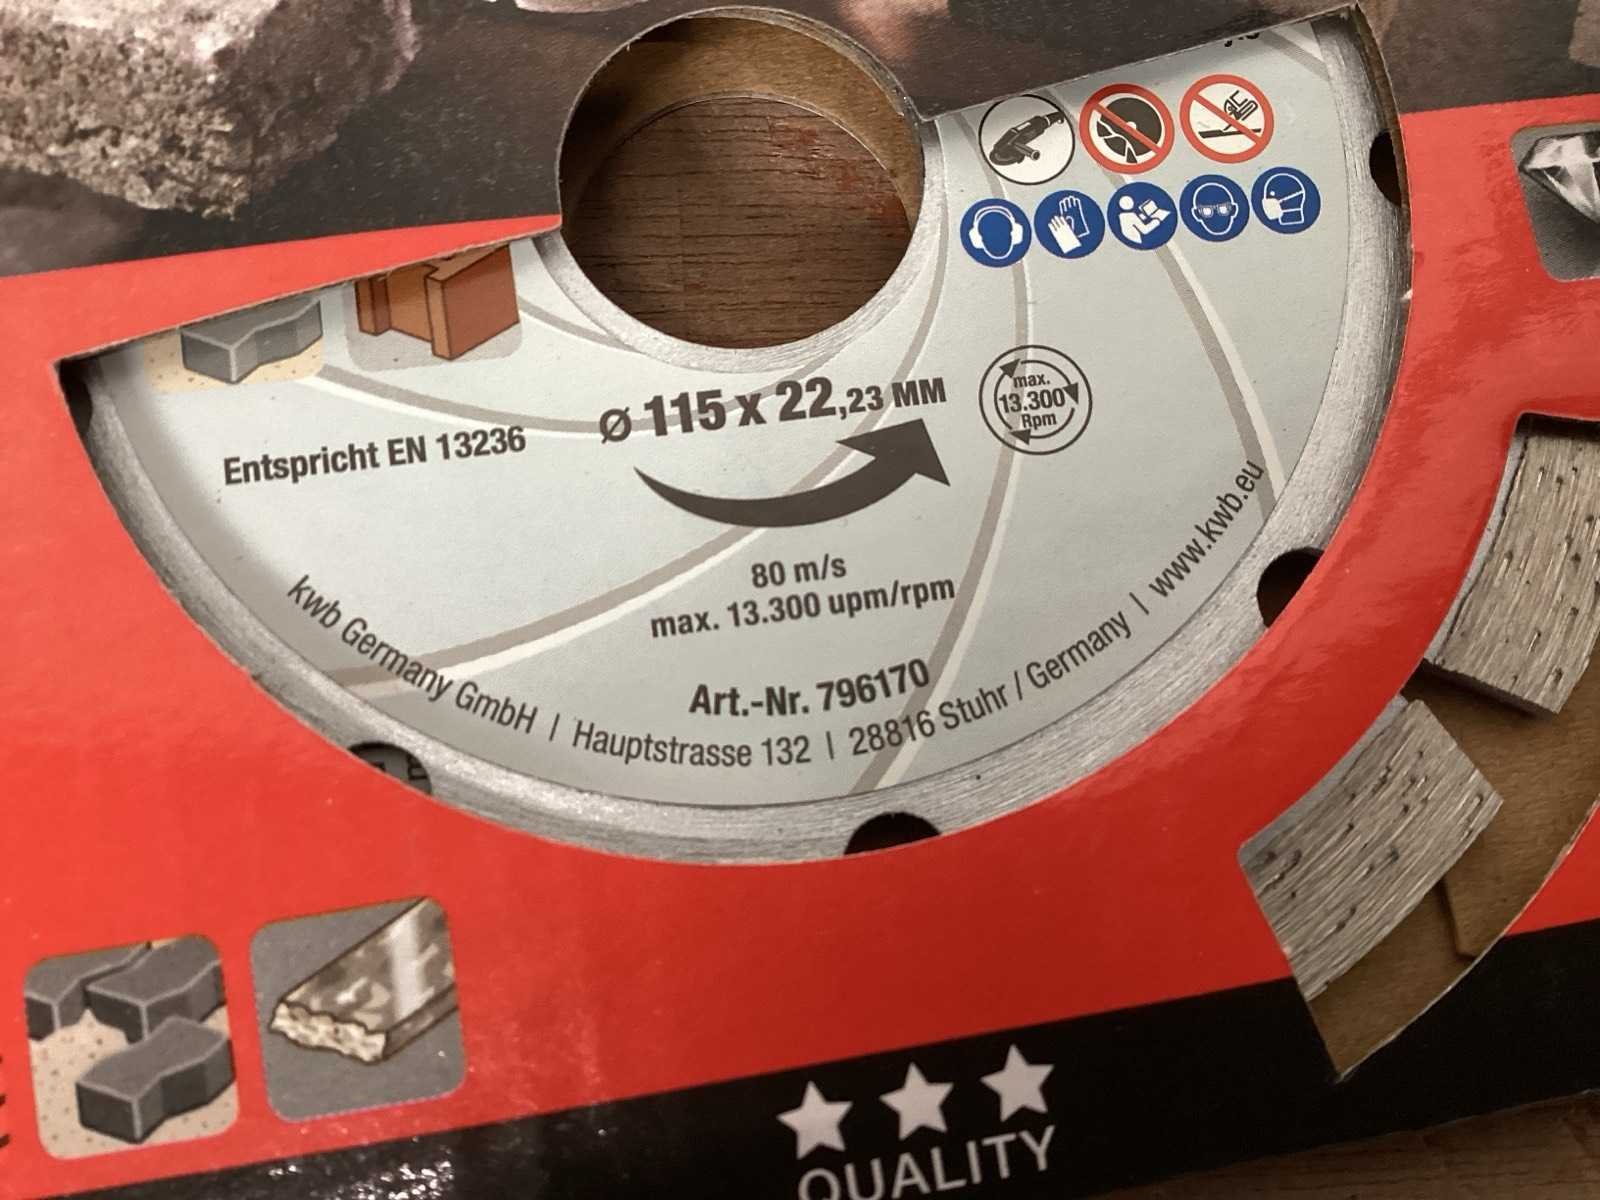 Ø 115 x 22,23 MM
max.
13.300
Rpm
Entspricht EN 13236
80 m/s
max. 13.300 upm/rpm
Art.-Nr. 796170
kwb Germany GmbH | Hauptstrasse 132 | 28816 Stuhr / Germany | www.kwb.eu
QUALITY